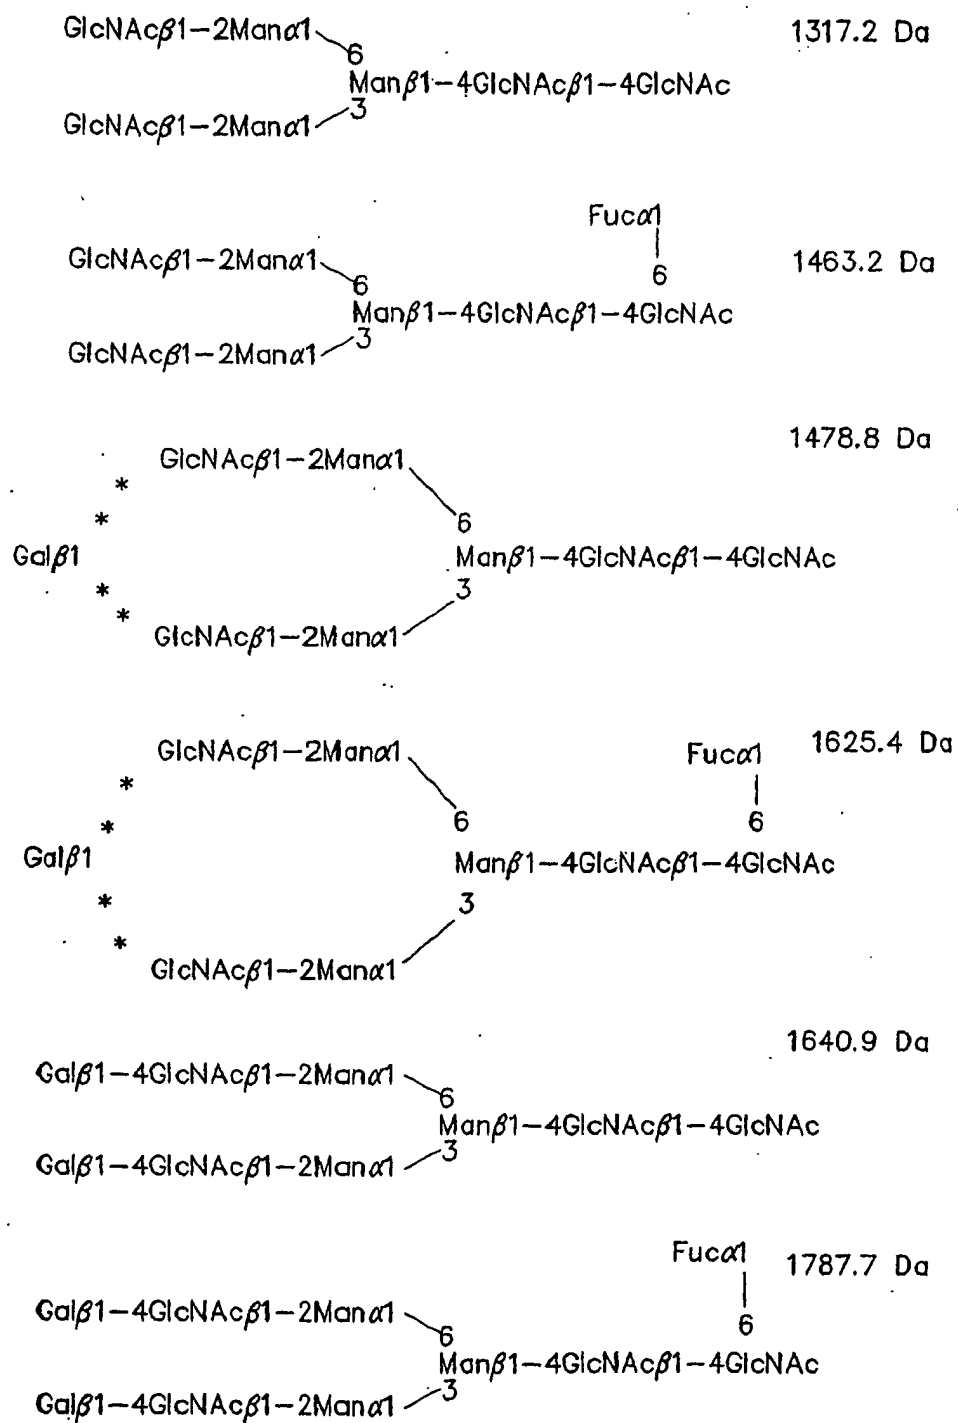 GlcNAcβ1-2Manα1 1317.2 Da
6
Manβ1-4GlcNAcβ1-4GlcNAc
3
GlcNAcβ1-2Manα1
Fucα1
GlcNAcβ1-2Manα1 1463.2 Da
6 6
Manβ1-4GlcNAcβ1-4GlcNAc
3
GlcNAcβ1-2Manα1
1478.8 Da
GlcNAcβ1-2Manα1
*
* 6
Galβ1 Manβ1-4GlcNAcβ1-4GlcNAc
* 3
*
GlcNAcβ1-2Manα1
GlcNAcβ1-2Manα1 Fucα1 1625.4 Da
*
* 6 6
Galβ1 Manβ1-4GlcNAcβ1-4GlcNAc
* 3
*
GlcNAcβ1-2Manα1
1640.9 Da
Galβ1-4GlcNAcβ1-2Manα1
6
Manβ1-4GlcNAcβ1-4GlcNAc
3
Galβ1-4GlcNAcβ1-2Manα1
Fucα1 1787.7 Da
Galβ1-4GlcNAcβ1-2Manα1
6 6
Manβ1-4GlcNAcβ1-4GlcNAc
3
Galβ1-4GlcNAcβ1-2Manα1